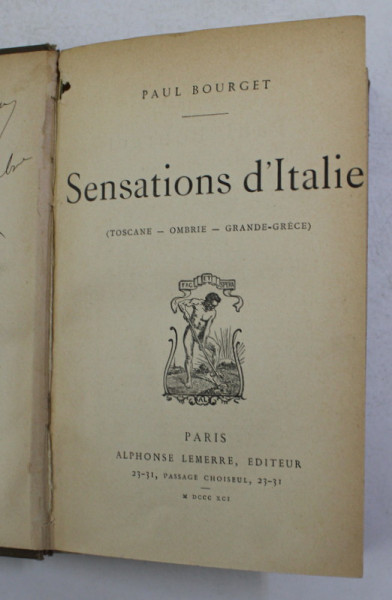 PAUL BOURGET
Sensations d'Italie
(TOSCANE — OMBRIE — GRANDE-GRÈCE)
FAC ET SPERA
AL
PARIS
ALPHONSE LEMERRE, EDITEUR
23-31, PASSAGE CHOISEUL, 23-31
M DCCC XCI